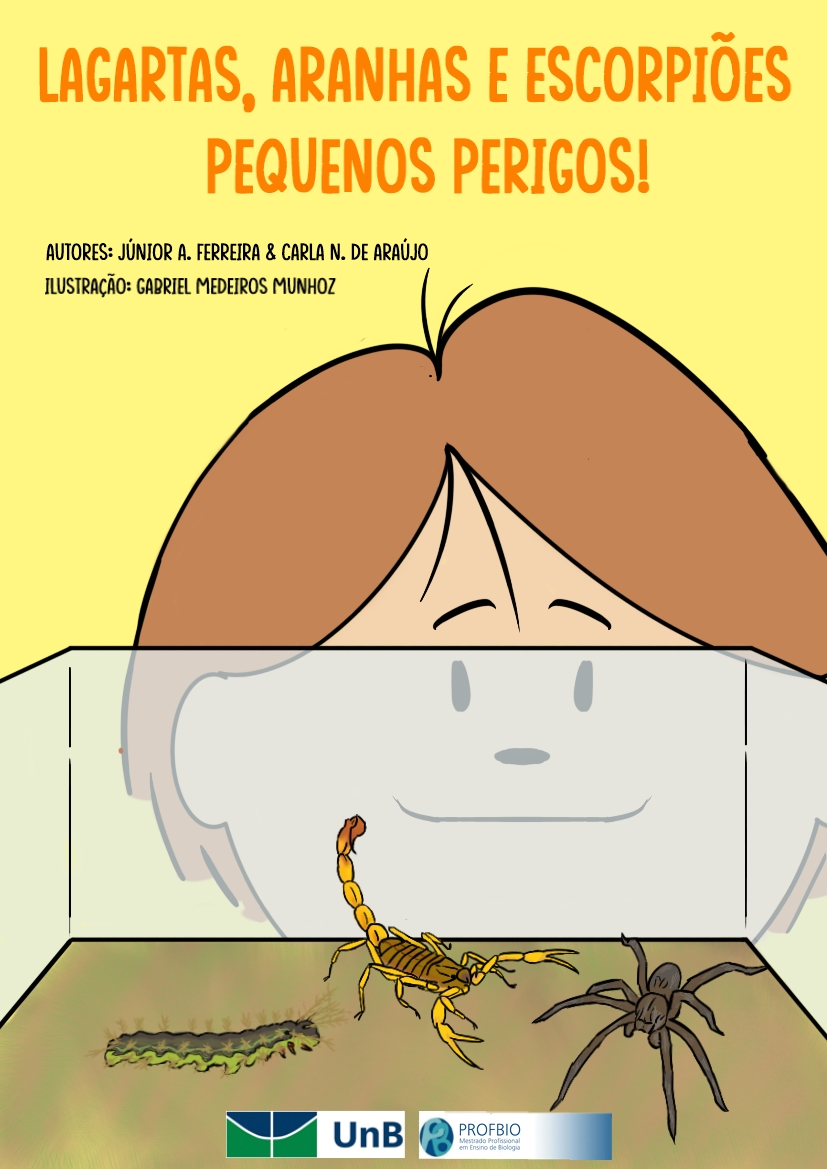 LAGARTAS, ARANHAS E ESCORPIÕES
PEQUENOS PERIGOS!
AUTORES: JÚNIOR A. FERREIRA & CARLA N. DE ARAÚJO
ILUSTRAÇÃO: GABRIEL MEDEIROS MUNHOZ
UnB
PROFBIO
Mestrado Profissional
em Ensino de Biologia